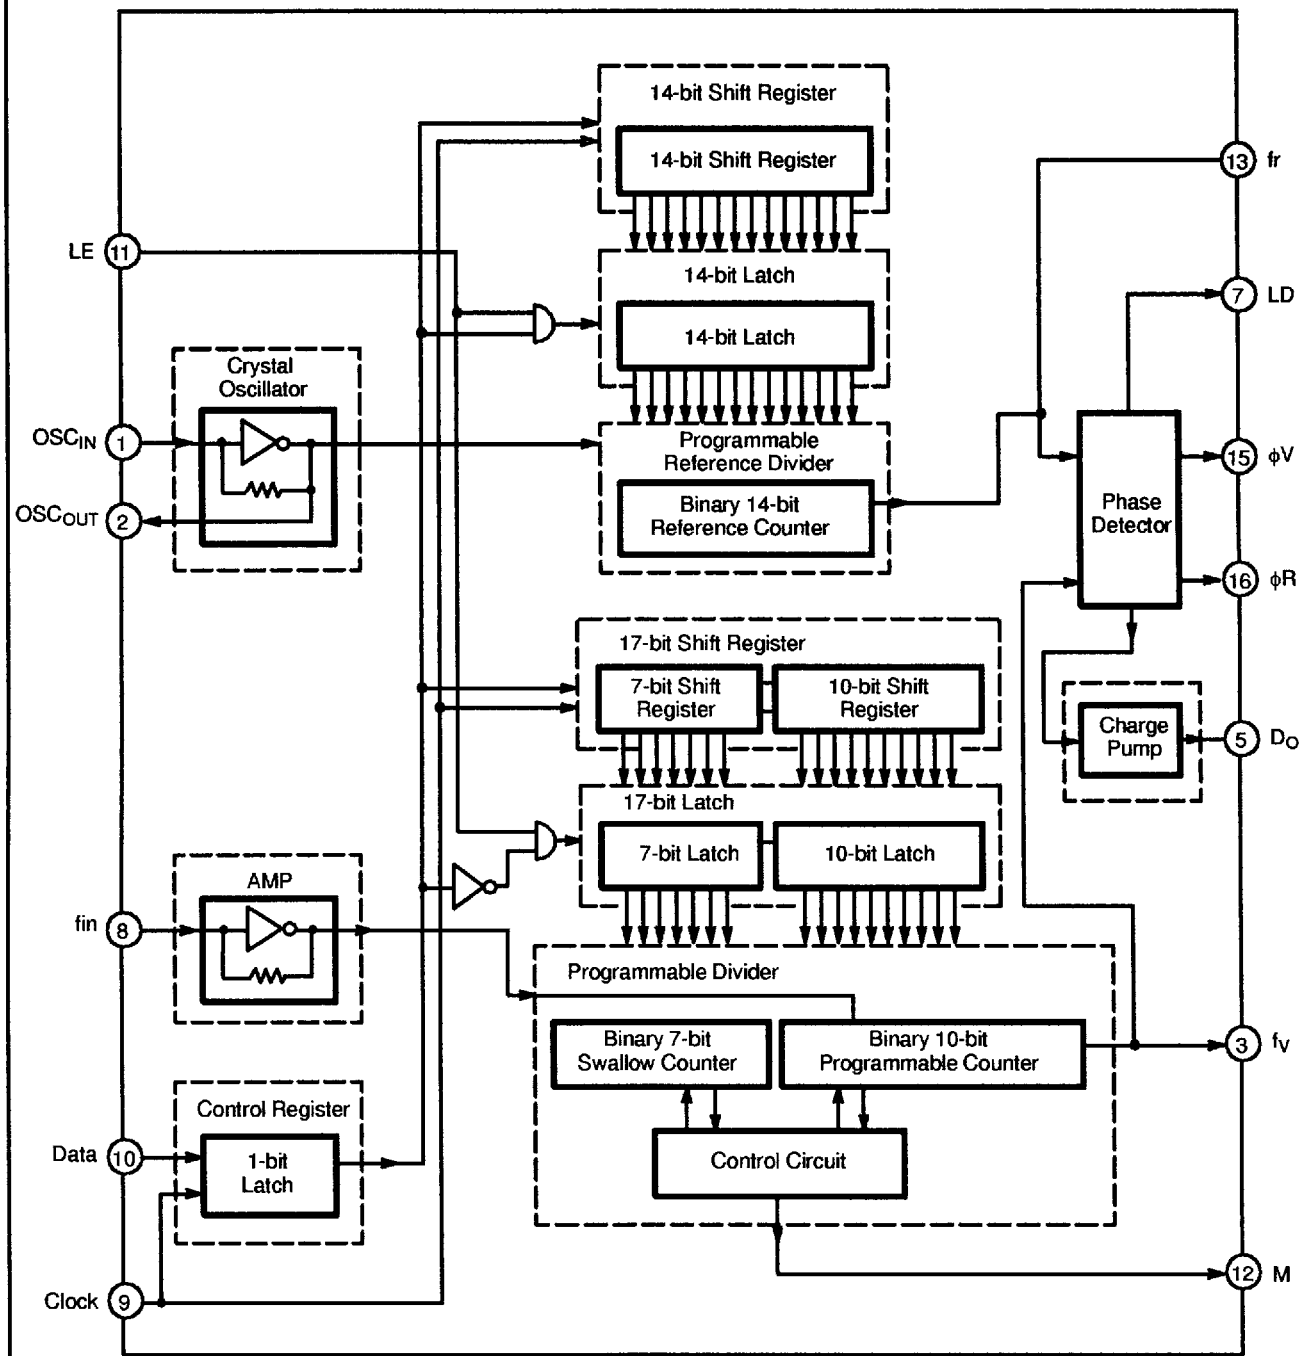 14-bit Shift Register
14-bit Shift Register
13 fr
LE 11
14-bit Latch
7 LD
14-bit Latch
Crystal
Oscillator
OSCIN 1
Programmable
Reference Divider
15 ϕV
Binary 14-bit
Reference Counter
Phase
Detector
OSCOUT 2
16 ϕR
17-bit Shift Register
7-bit Shift
Register
10-bit Shift
Register
Charge
Pump
5 DO
17-bit Latch
7-bit Latch
10-bit Latch
AMP
fin 8
Programmable Divider
Binary 7-bit
Swallow Counter
Binary 10-bit
Programmable Counter
3 fV
Control Register
Data 10
1-bit
Latch
Control Circuit
12 M
Clock 9